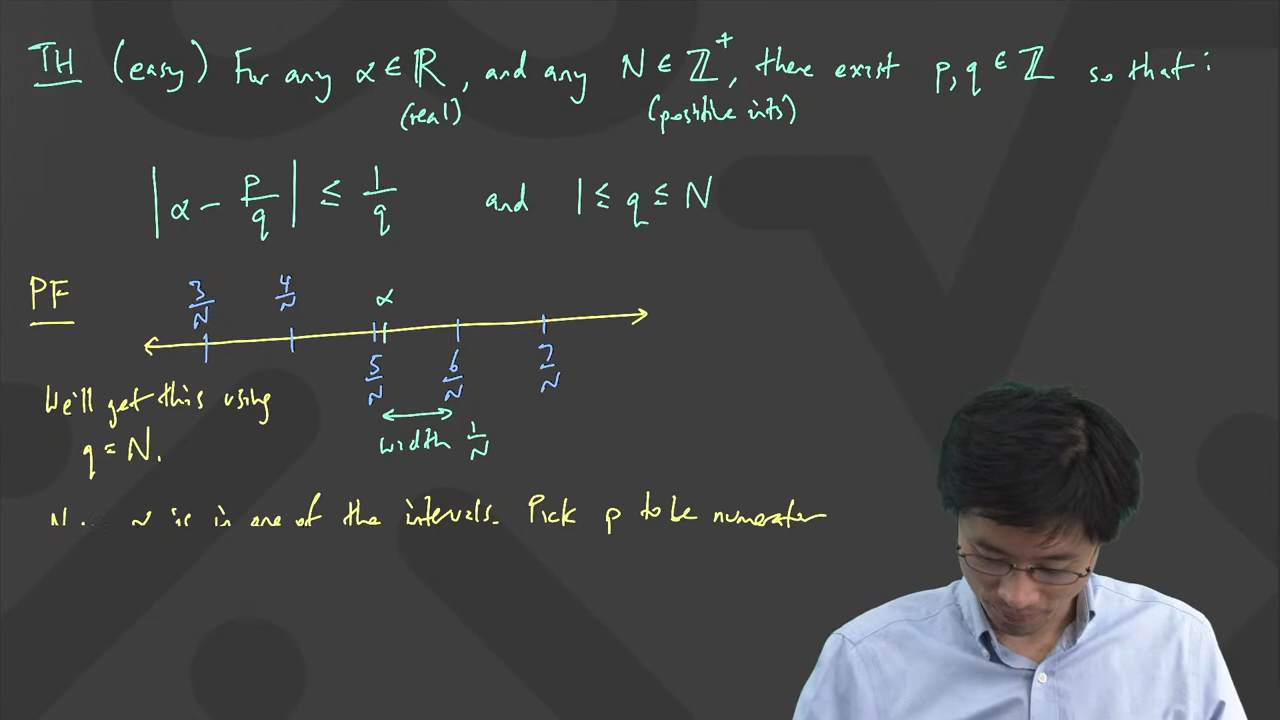 TH (easy) For any α ∈ ℝ, and any N ∈ ℤ⁺, there exist p, q ∈ ℤ so that:
(real) (positive ints)
|α − p/q| ≤ 1/q and 1 ≤ q ≤ N
PF
3/N 4/N α
5/N 6/N 7/N
We'll get this using
q = N.
width 1/N
α is in one of the intervals. Pick p to be numerator